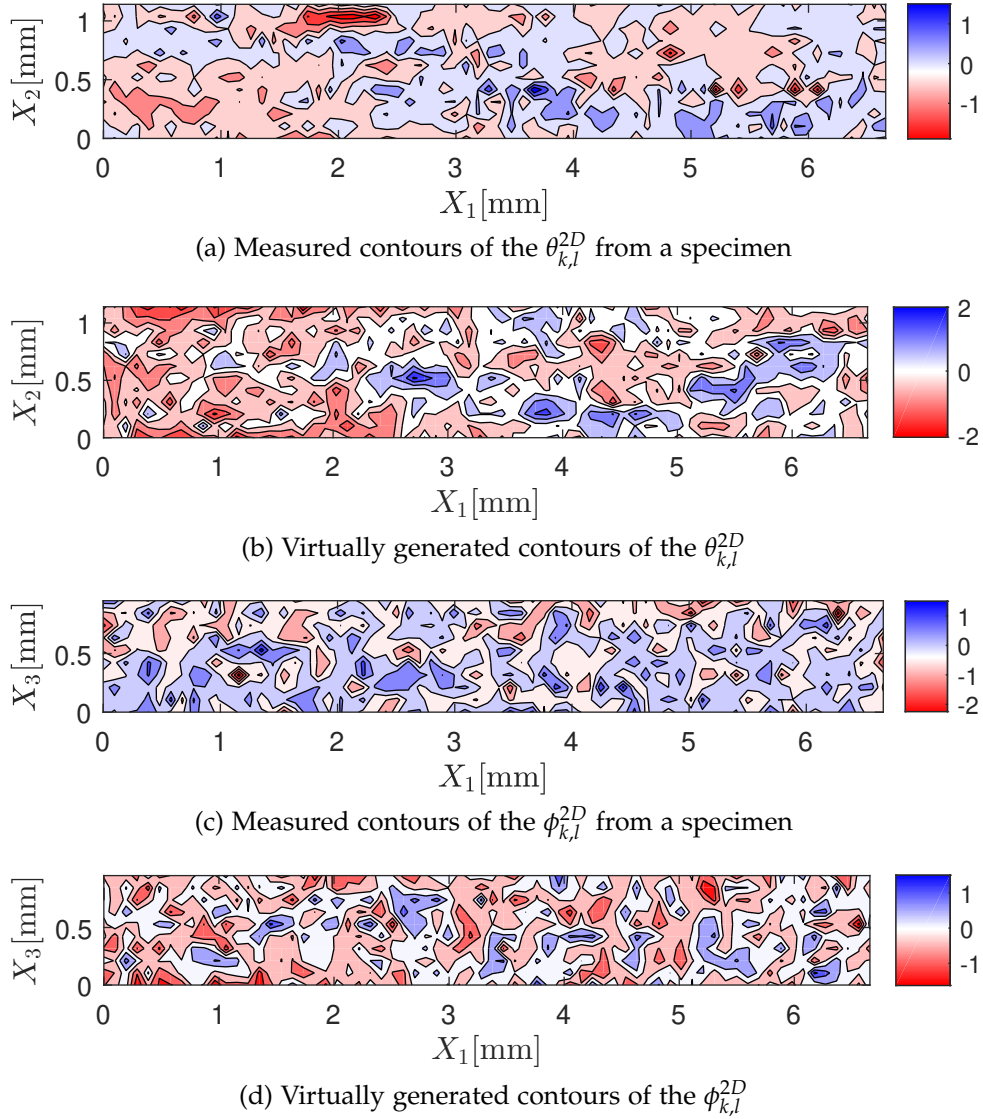 1
0.5
0
X₂[mm]
0 1 2 3 4 5 6
X₁[mm]
1
0
-1
(a) Measured contours of the θ²ᴰₖ,ₗ from a specimen
1
0.5
0
X₂[mm]
0 1 2 3 4 5 6
X₁[mm]
2
0
-2
(b) Virtually generated contours of the θ²ᴰₖ,ₗ
0.5
0
X₃[mm]
0 1 2 3 4 5 6
X₁[mm]
1
0
-1
-2
(c) Measured contours of the ϕ²ᴰₖ,ₗ from a specimen
0.5
0
X₃[mm]
0 1 2 3 4 5 6
X₁[mm]
1
0
-1
(d) Virtually generated contours of the ϕ²ᴰₖ,ₗ